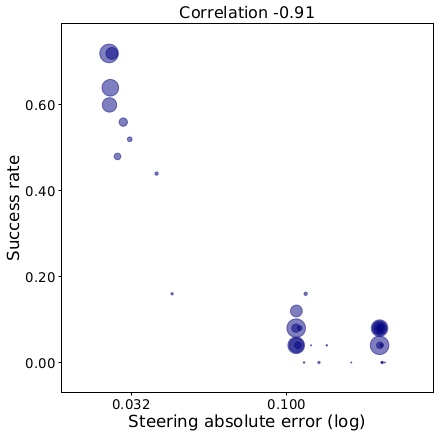 Correlation -0.91
Success rate
0.60
0.40
0.20
0.00
0.032 0.100
Steering absolute error (log)